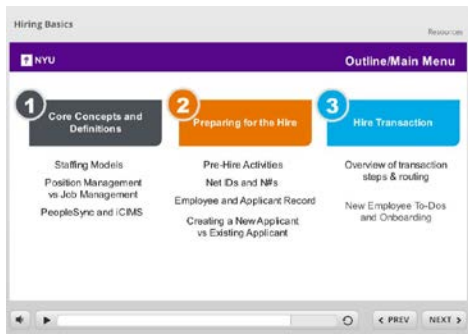 Hiring Basics
Resources
NYU
Outline/Main Menu
1
Core Concepts and
Definitions
Staffing Models
Position Management
vs Job Management
PeopleSync and iCIMS
2
Preparing for the Hire
Pre-Hire Activities
Net IDs and N#s
Employee and Applicant Record
Creating a New Applicant
vs Existing Applicant
3
Hire Transaction
Overview of transaction
steps & routing
New Employee To-Dos
and Onboarding
< PREV
NEXT >